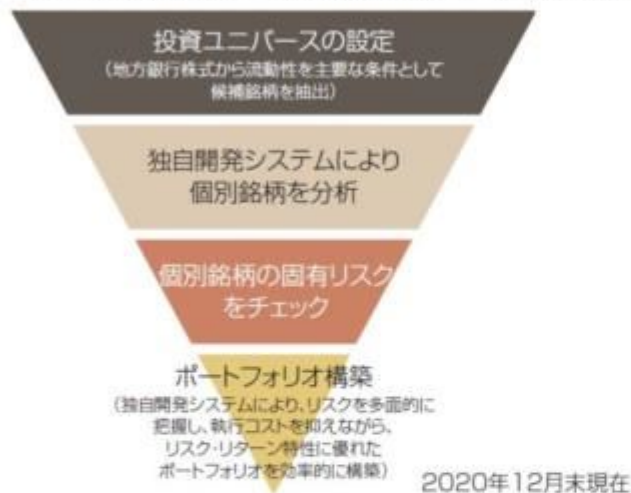 投資ユニバースの設定
（地方銀行株式から流動性を主要な条件として
候補銘柄を抽出）
独自開発システムにより
個別銘柄を分析
個別銘柄の固有リスク
をチェック
ポートフォリオ構築
（独自開発システムにより、リスクを多面的に
把握し、執行コストを抑えながら、
リスク・リターン特性に優れた
ポートフォリオを効率的に構築）
2020年12月末現在